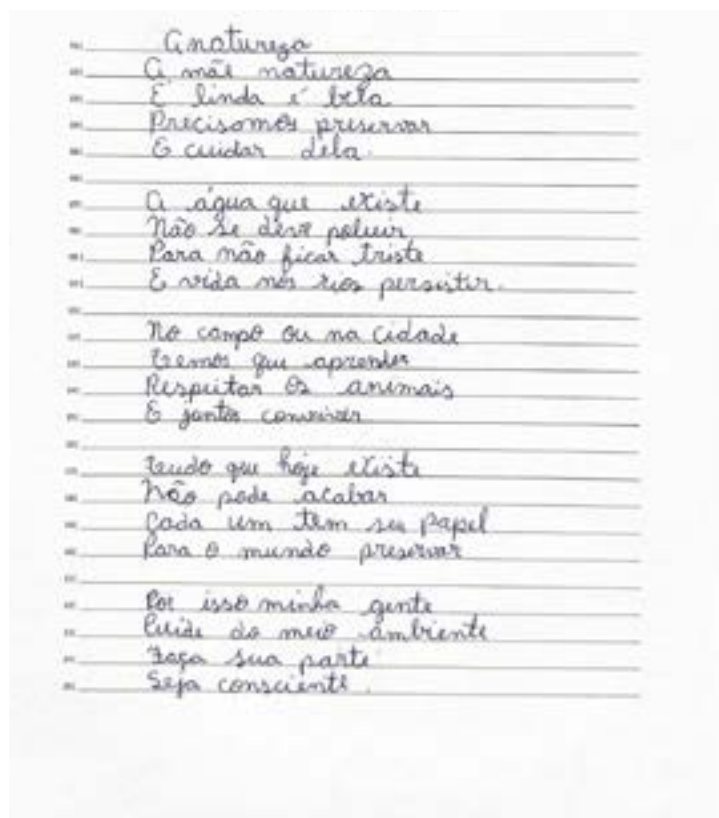 A natureza
A mãe natureza
É linda é bela
Precisamos preservar
E cuidar dela.
A água que existe
Não se deve poluir
Para não ficar triste
E vida nos rios persistir.
No campo ou na cidade
Temos que aprender
Respeitar os animais
E juntos conviver
Tudo que hoje existe
Não pode acabar
Cada um tem seu papel
Para o mundo preservar
Por isso minha gente
Cuide do meio ambiente
Faça sua parte
Seja consciente.